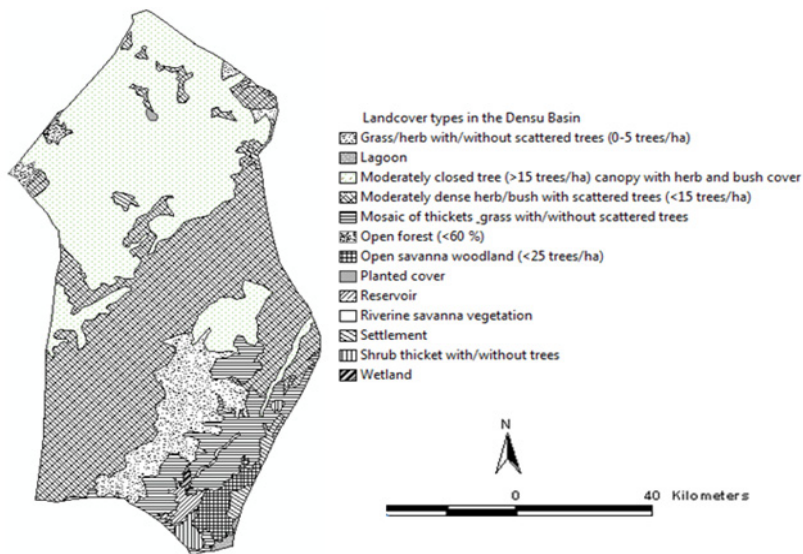 Landcover types in the Densu Basin
Grass/herb with/without scattered trees (0-5 trees/ha)
Lagoon
Moderately closed tree (>15 trees/ha) canopy with herb and bush cover
Moderately dense herb/bush with scattered trees (<15 trees/ha)
Mosaic of thickets_grass with/without scattered trees
Open forest (<60 %)
Open savanna woodland (<25 trees/ha)
Planted cover
Reservoir
Riverine savanna vegetation
Settlement
Shrub thicket with/without trees
Wetland
N
0 40 Kilometers